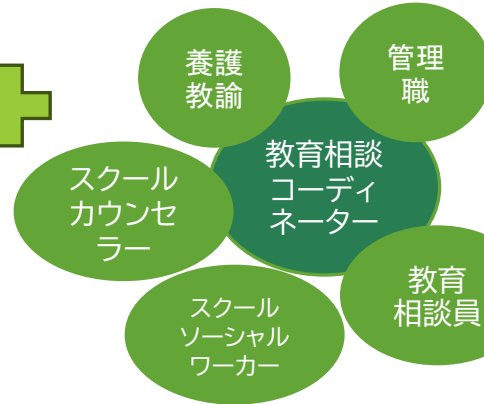 養護
教諭
管理
職
教育相談
コーディ
ネーター
スクール
カウンセ
ラー
教育
相談員
スクール
ソーシャル
ワーカー